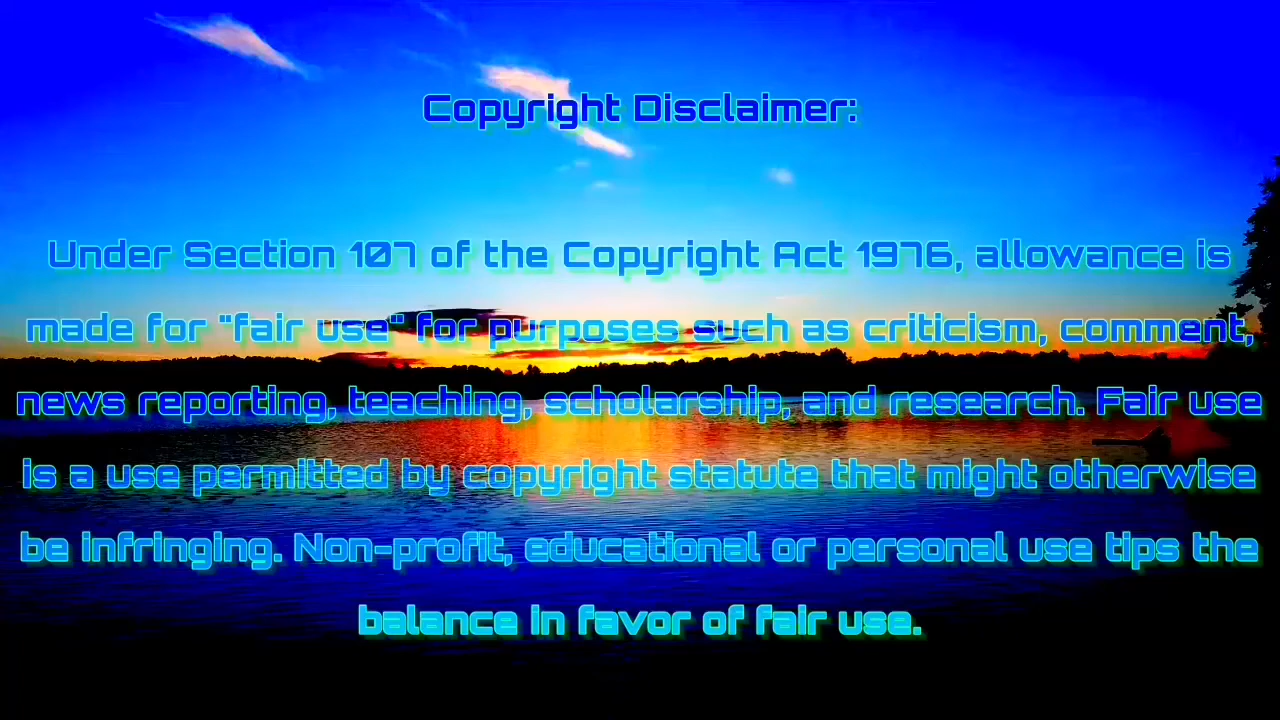 Copyright Disclaimer:
Under Section 107 of the Copyright Act 1976, allowance is
made for "fair use" for purposes such as criticism, comment,
news reporting, teaching, scholarship, and research. Fair use
is a use permitted by copyright statute that might otherwise
be infringing. Non-profit, educational or personal use tips the
balance in favor of fair use.